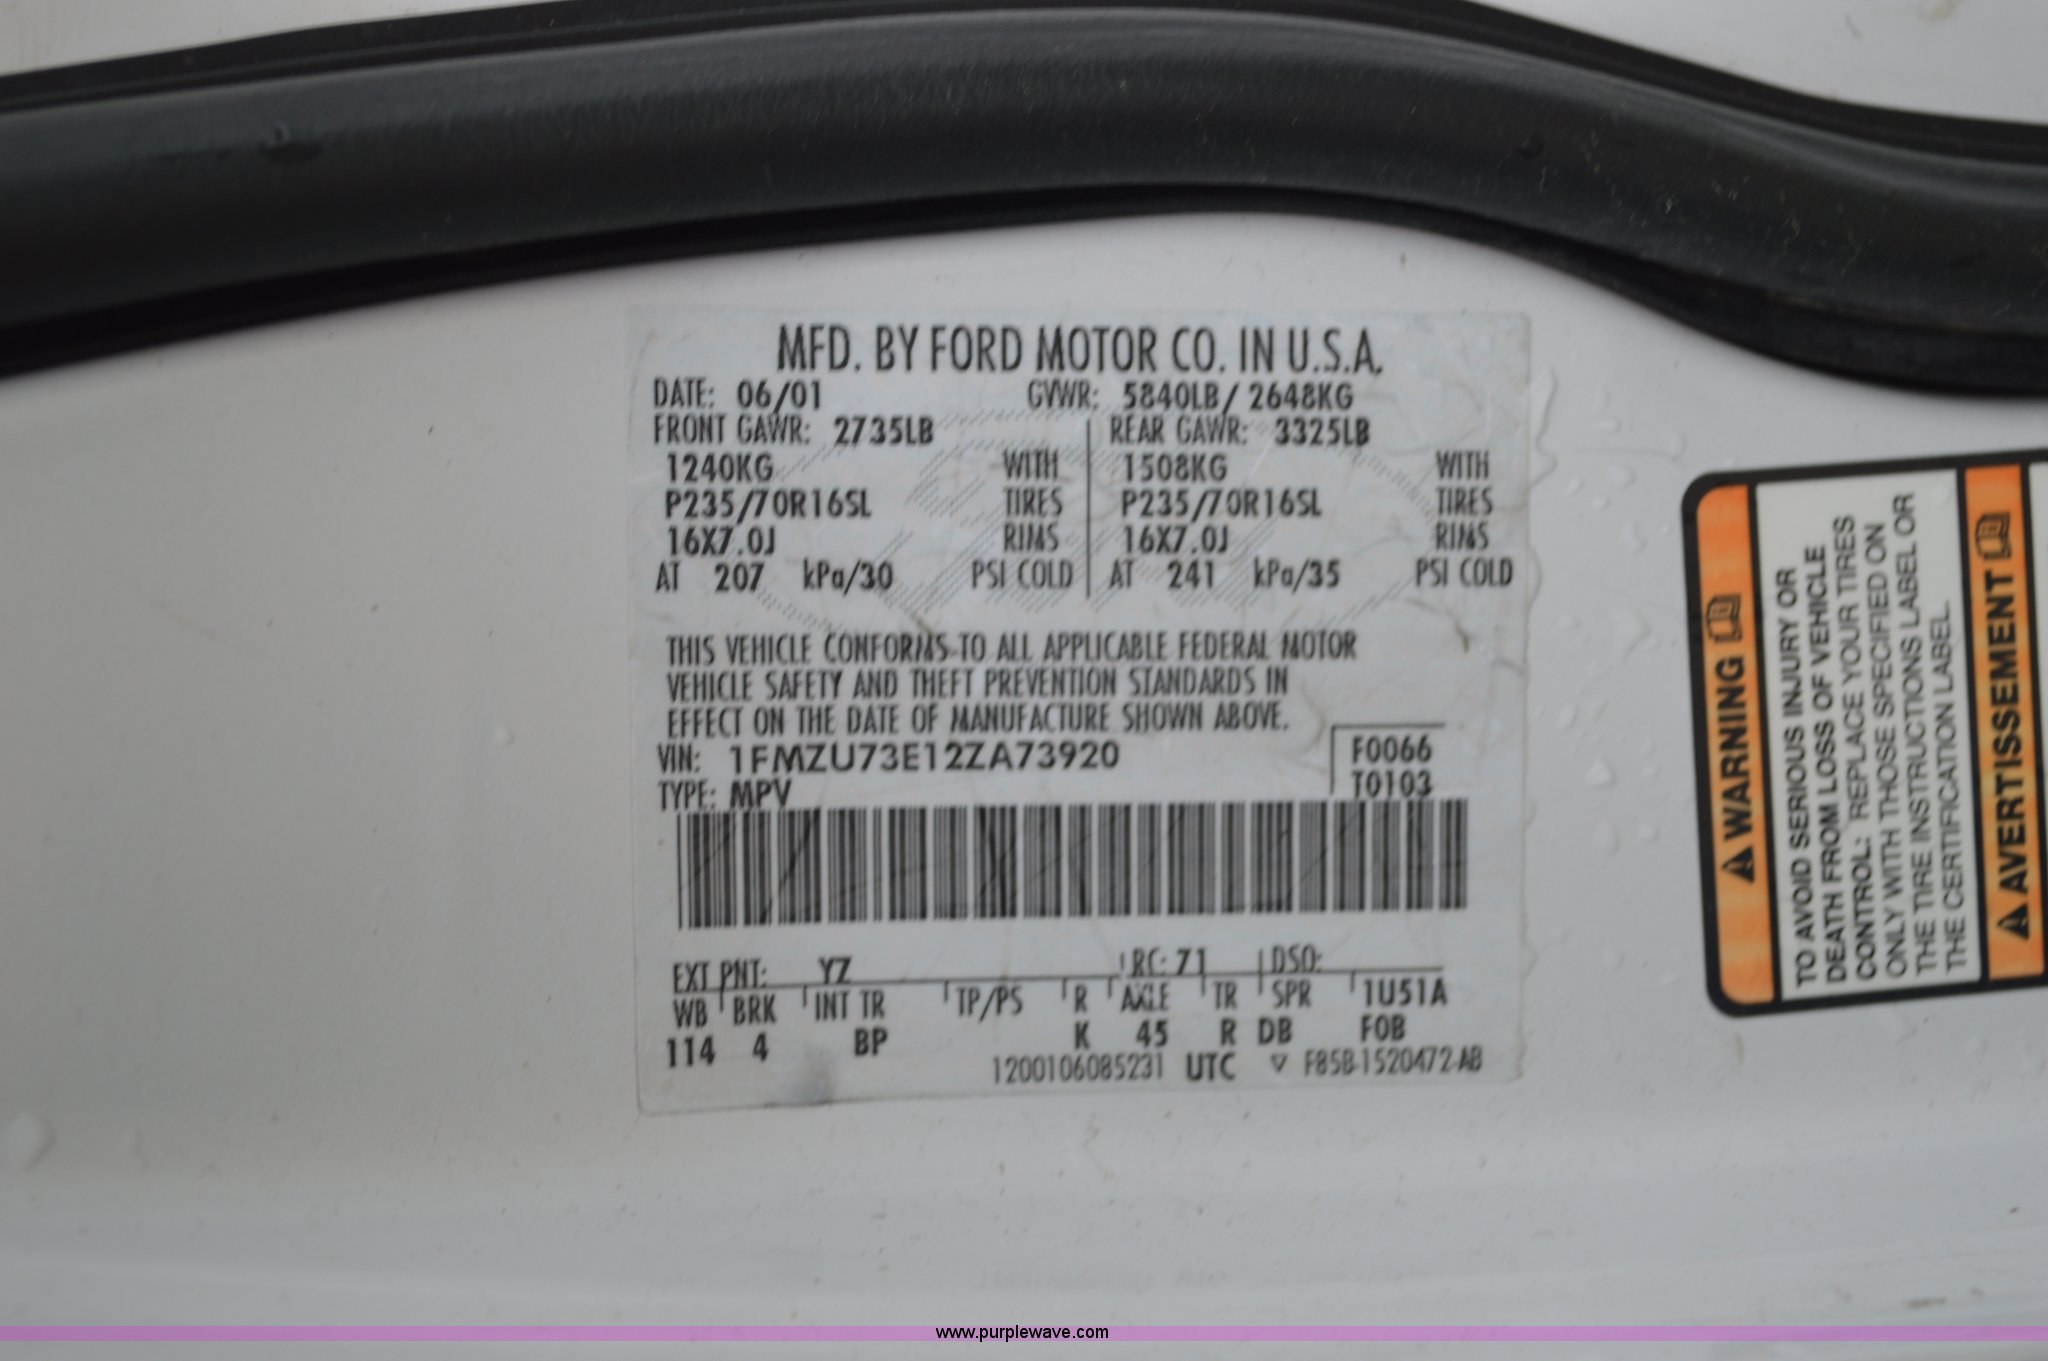 MFD. BY FORD MOTOR CO. IN U.S.A.
DATE: 06/01 GVWR: 5840LB/ 2648KG
FRONT GAWR: 2735LB REAR GAWR: 3325LB
1240KG WITH 1508KG WITH
P235/70R16SL TIRES P235/70R16SL TIRES
16X7.0J RIMS 16X7.0J RIMS
AT 207 kPa/30 PSI COLD AT 241 kPa/35 PSI COLD
THIS VEHICLE CONFORMS TO ALL APPLICABLE FEDERAL MOTOR
VEHICLE SAFETY AND THEFT PREVENTION STANDARDS IN
EFFECT ON THE DATE OF MANUFACTURE SHOWN ABOVE.
VIN: 1FMZU73E12ZA73920 F0066
TYPE: MPV T0103
EXT PNT: YZ RC: 71 DSO:
WB BRK INT TR TP/PS R AXLE TR SPR 1U51A
114 4 BP K 45 R DB F0B
1200106085231 UTC ▽ F85B-1520472-AB
⚠ WARNING
TO AVOID SERIOUS INJURY OR
DEATH FROM LOSS OF VEHICLE
CONTROL: REPLACE YOUR TIRES
ONLY WITH THOSE SPECIFIED ON
THE TIRE INSTRUCTIONS LABEL OR
THE CERTIFICATION LABEL.
⚠ AVERTISSEMENT
www.purplewave.com